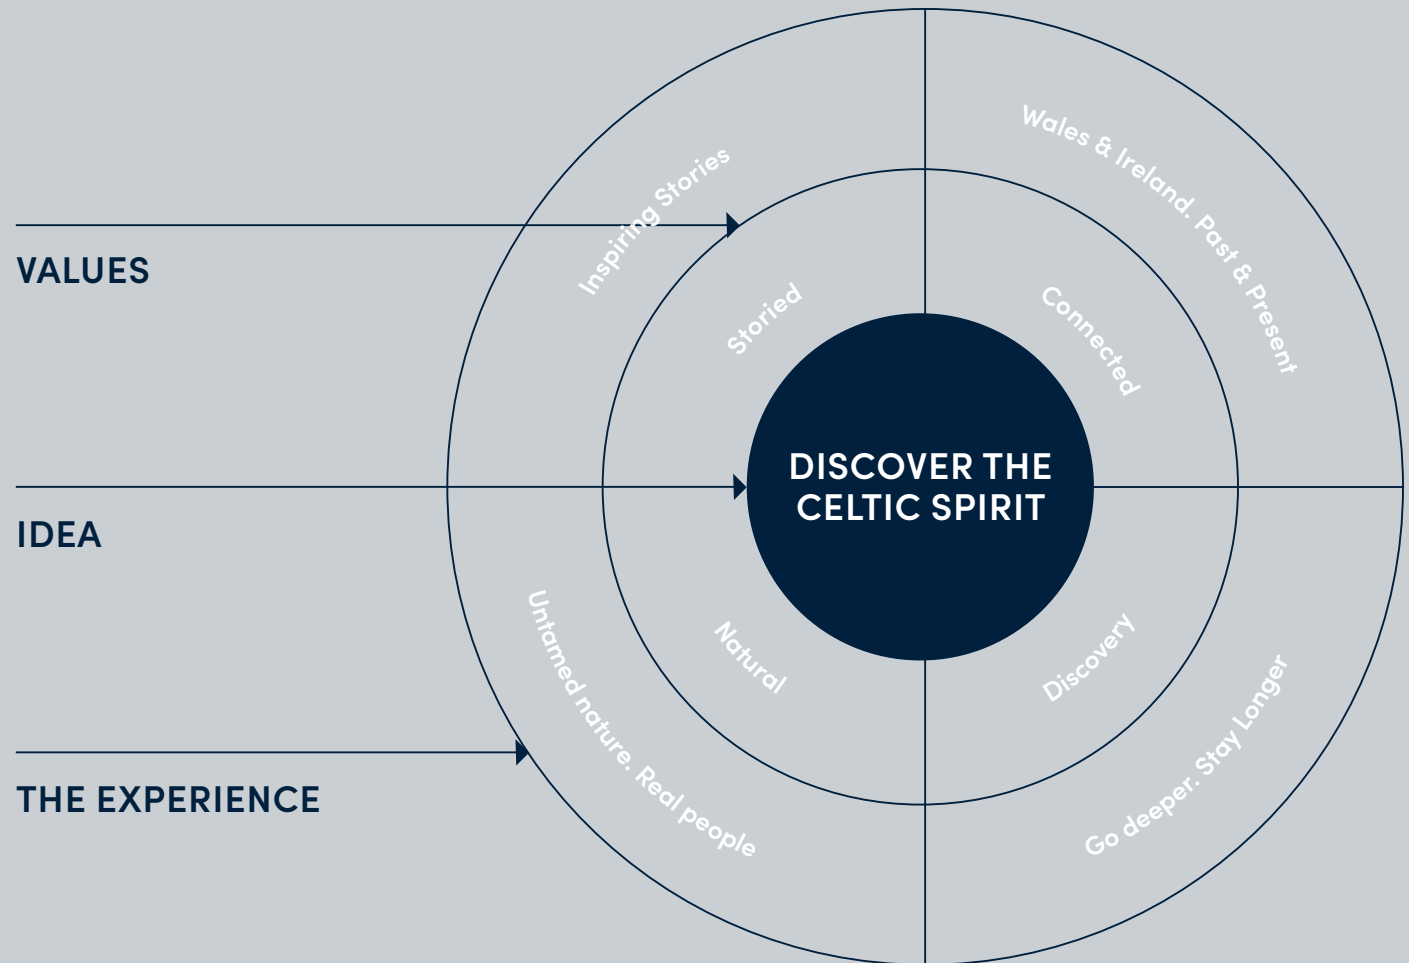 Inspiring Stories
Wales & Ireland. Past & Present
VALUES
Storied
Connected
DISCOVER THE
CELTIC SPIRIT
IDEA
Natural
Discovery
Untamed nature. Real people
Go deeper. Stay Longer
THE EXPERIENCE